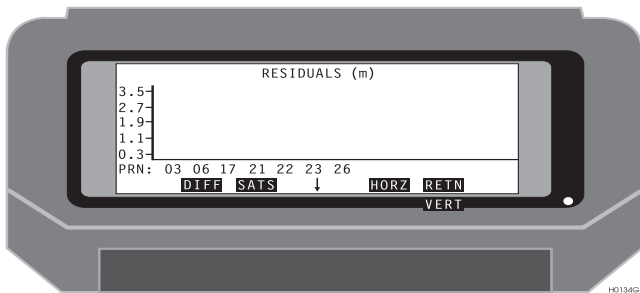 RESIDUALS (m)
3.5
2.7
1.9
1.1
0.3
PRN: 03 06 17 21 22 23 26
DIFF SATS ↓ HORZ RETN
VERT
H0134G